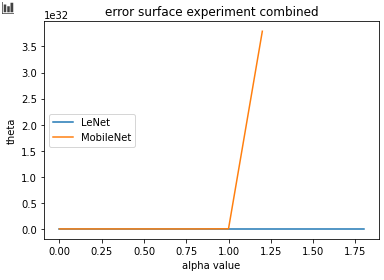 error surface experiment combined
1e32
3.5
3.0
2.5
2.0
1.5
1.0
0.5
0.0
theta
LeNet
MobileNet
0.00 0.25 0.50 0.75 1.00 1.25 1.50 1.75
alpha value